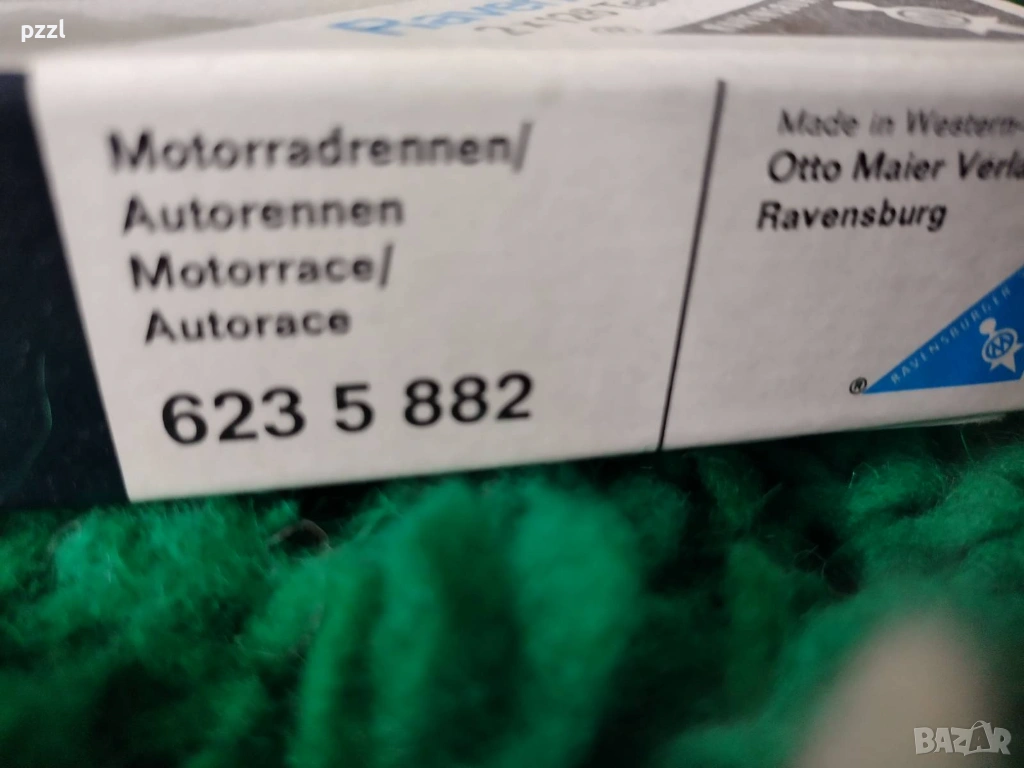 pzzl
Motorradrennen/
Autorennen
Motorrace/
Autorace
623 5 882
Made in Western-
Otto Maier Verla
Ravensburg
RAVENSBURGER
®
BAZAR